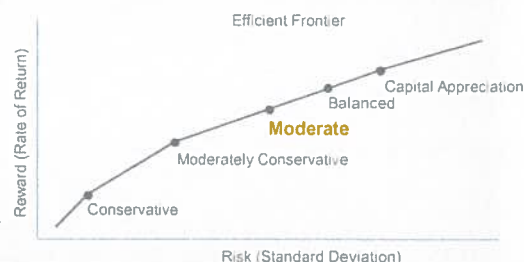 Efficient Frontier
Reward (Rate of Return)
Capital Appreciation
Balanced
Moderate
Moderately Conservative
Conservative
Risk (Standard Deviation)